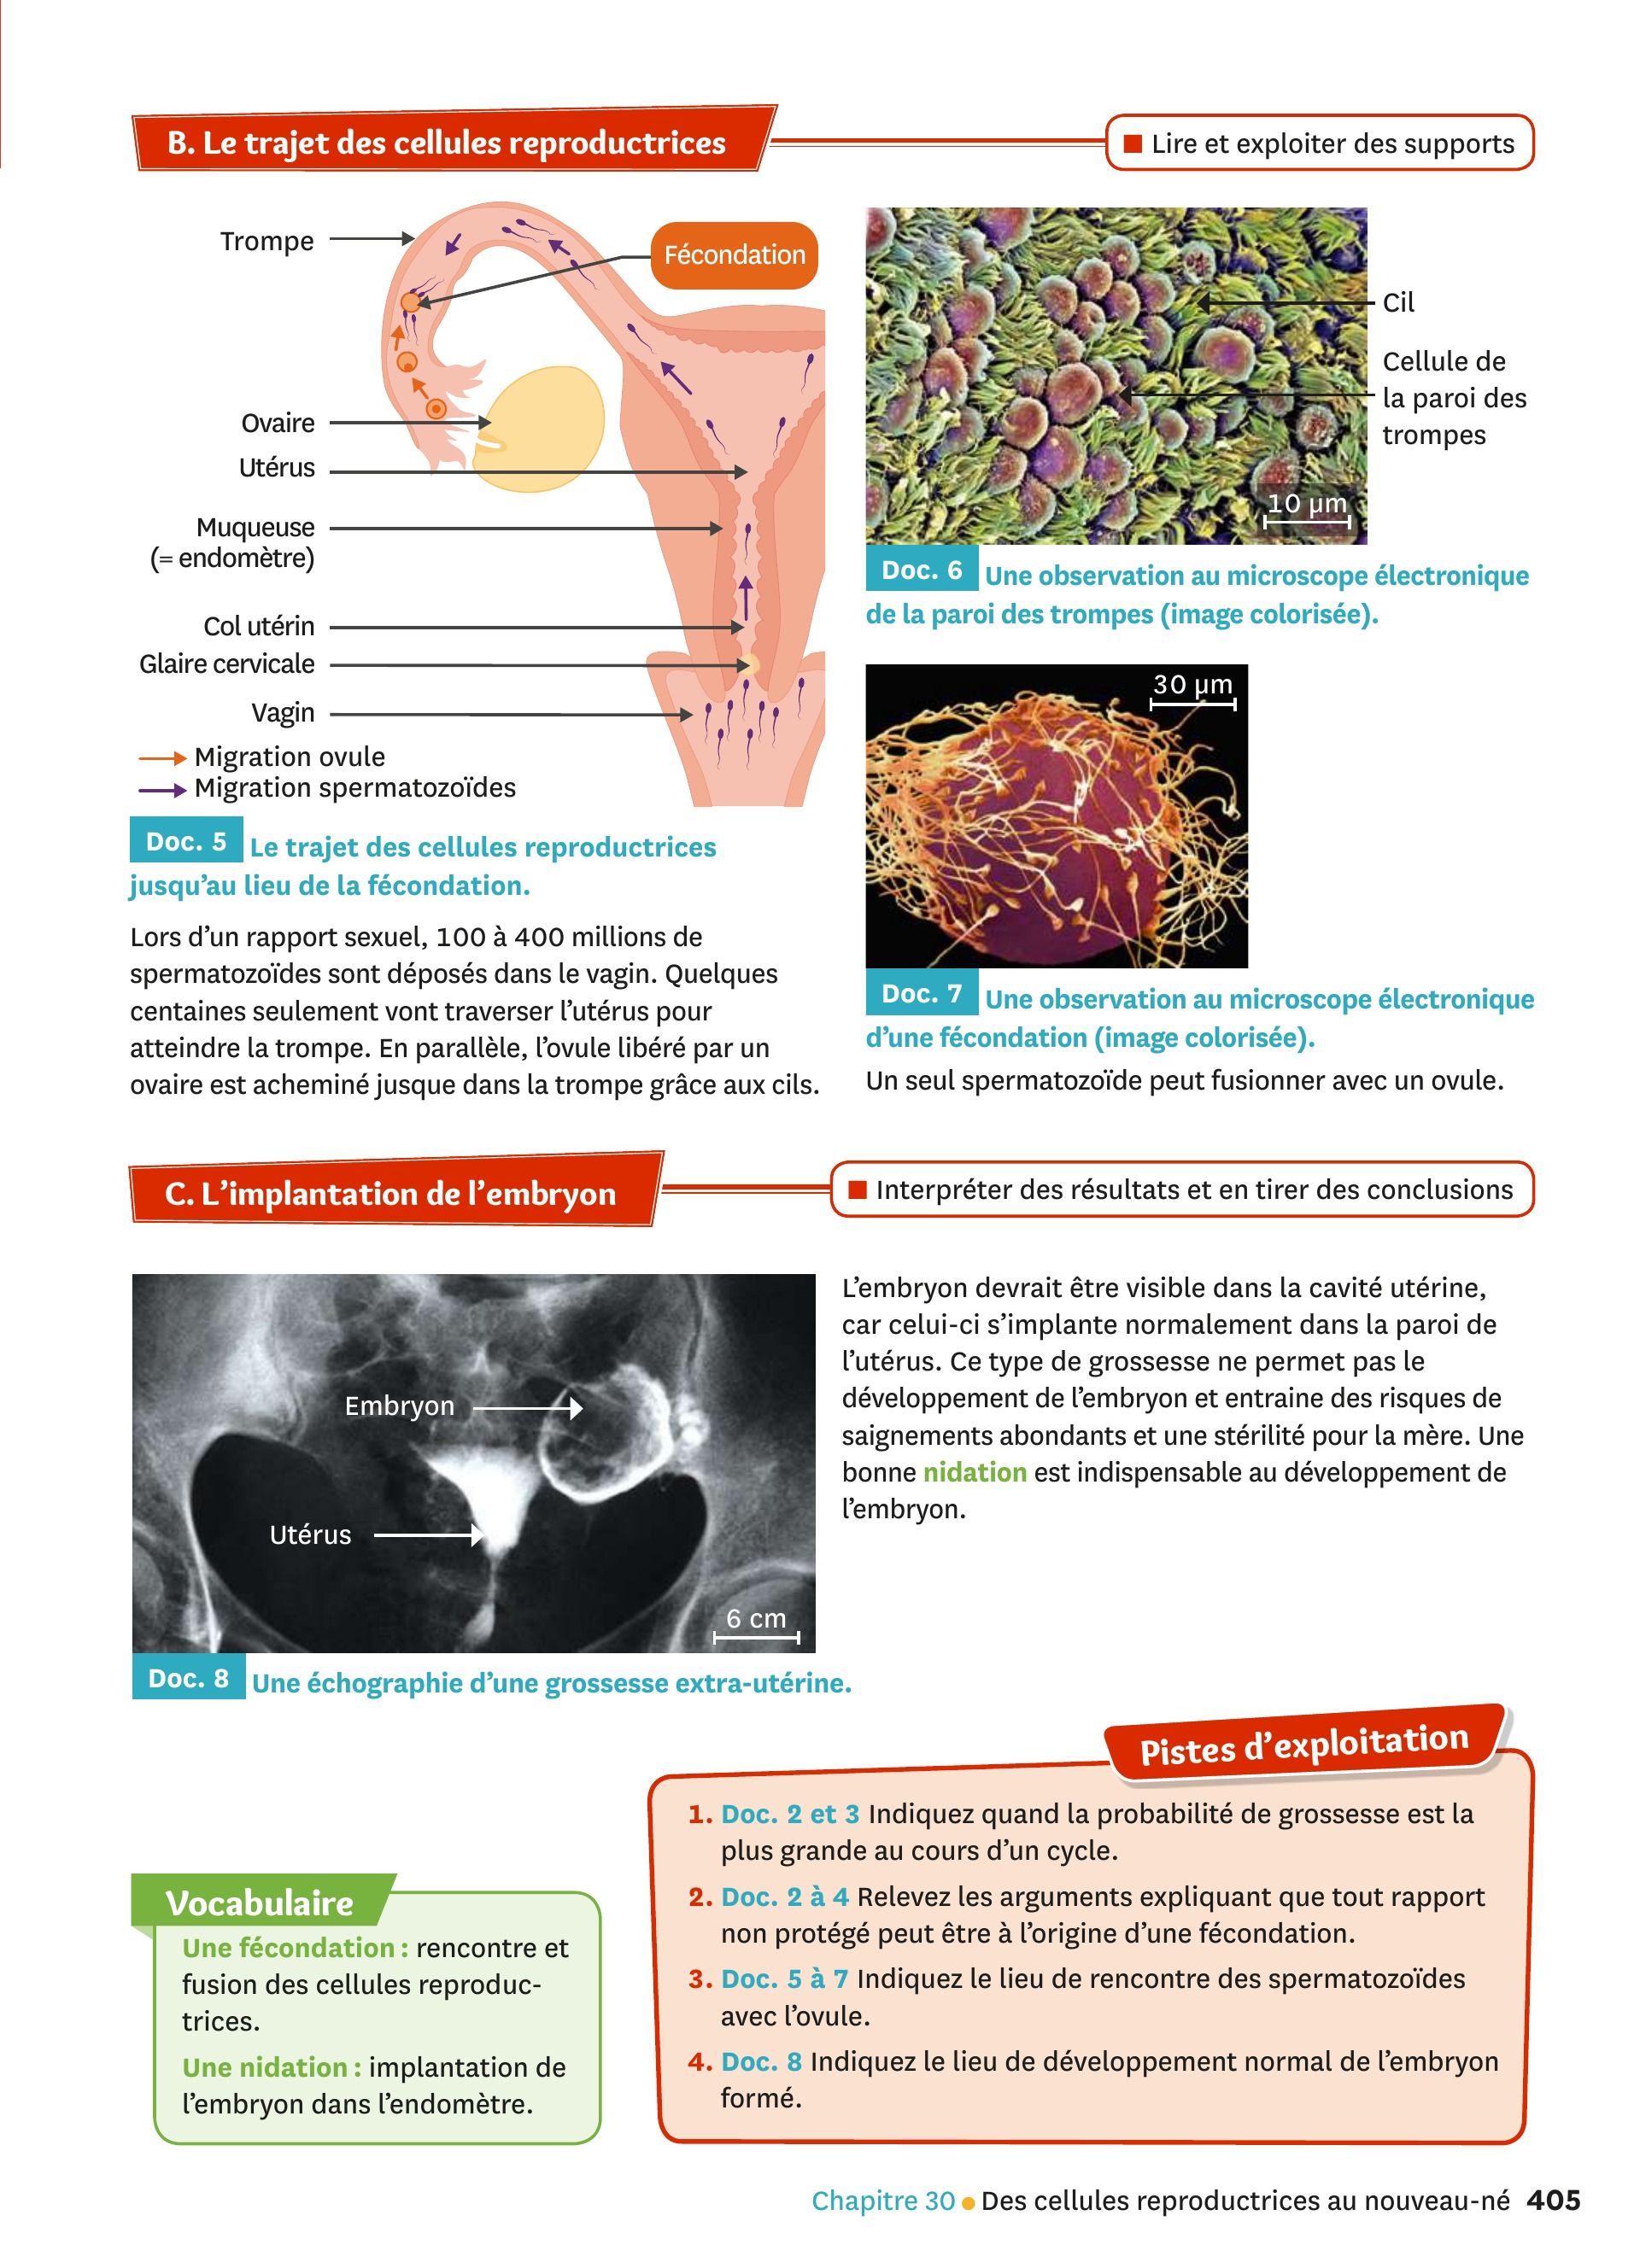 B. Le trajet des cellules reproductrices
■ Lire et exploiter des supports
Trompe
Fécondation
Ovaire
Utérus
Muqueuse
(= endomètre)
Col utérin
Glaire cervicale
Vagin
Migration ovule
Migration spermatozoïdes
Doc. 5 Le trajet des cellules reproductrices
jusqu'au lieu de la fécondation.
Lors d'un rapport sexuel, 100 à 400 millions de
spermatozoïdes sont déposés dans le vagin. Quelques
centaines seulement vont traverser l'utérus pour
atteindre la trompe. En parallèle, l'ovule libéré par un
ovaire est acheminé jusque dans la trompe grâce aux cils.
Cil
Cellule de
la paroi des
trompes
10 µm
Doc. 6 Une observation au microscope électronique
de la paroi des trompes (image colorisée).
30 µm
Doc. 7 Une observation au microscope électronique
d'une fécondation (image colorisée).
Un seul spermatozoïde peut fusionner avec un ovule.
C. L'implantation de l'embryon
■ Interpréter des résultats et en tirer des conclusions
Embryon
Utérus
6 cm
Doc. 8 Une échographie d'une grossesse extra-utérine.
L'embryon devrait être visible dans la cavité utérine,
car celui-ci s'implante normalement dans la paroi de
l'utérus. Ce type de grossesse ne permet pas le
développement de l'embryon et entraine des risques de
saignements abondants et une stérilité pour la mère. Une
bonne nidation est indispensable au développement de
l'embryon.
Vocabulaire
Une fécondation : rencontre et
fusion des cellules reproduc-
trices.
Une nidation : implantation de
l'embryon dans l'endomètre.
Pistes d'exploitation
1. Doc. 2 et 3 Indiquez quand la probabilité de grossesse est la
plus grande au cours d'un cycle.
2. Doc. 2 à 4 Relevez les arguments expliquant que tout rapport
non protégé peut être à l'origine d'une fécondation.
3. Doc. 5 à 7 Indiquez le lieu de rencontre des spermatozoïdes
avec l'ovule.
4. Doc. 8 Indiquez le lieu de développement normal de l'embryon
formé.
Chapitre 30 ● Des cellules reproductrices au nouveau-né 405